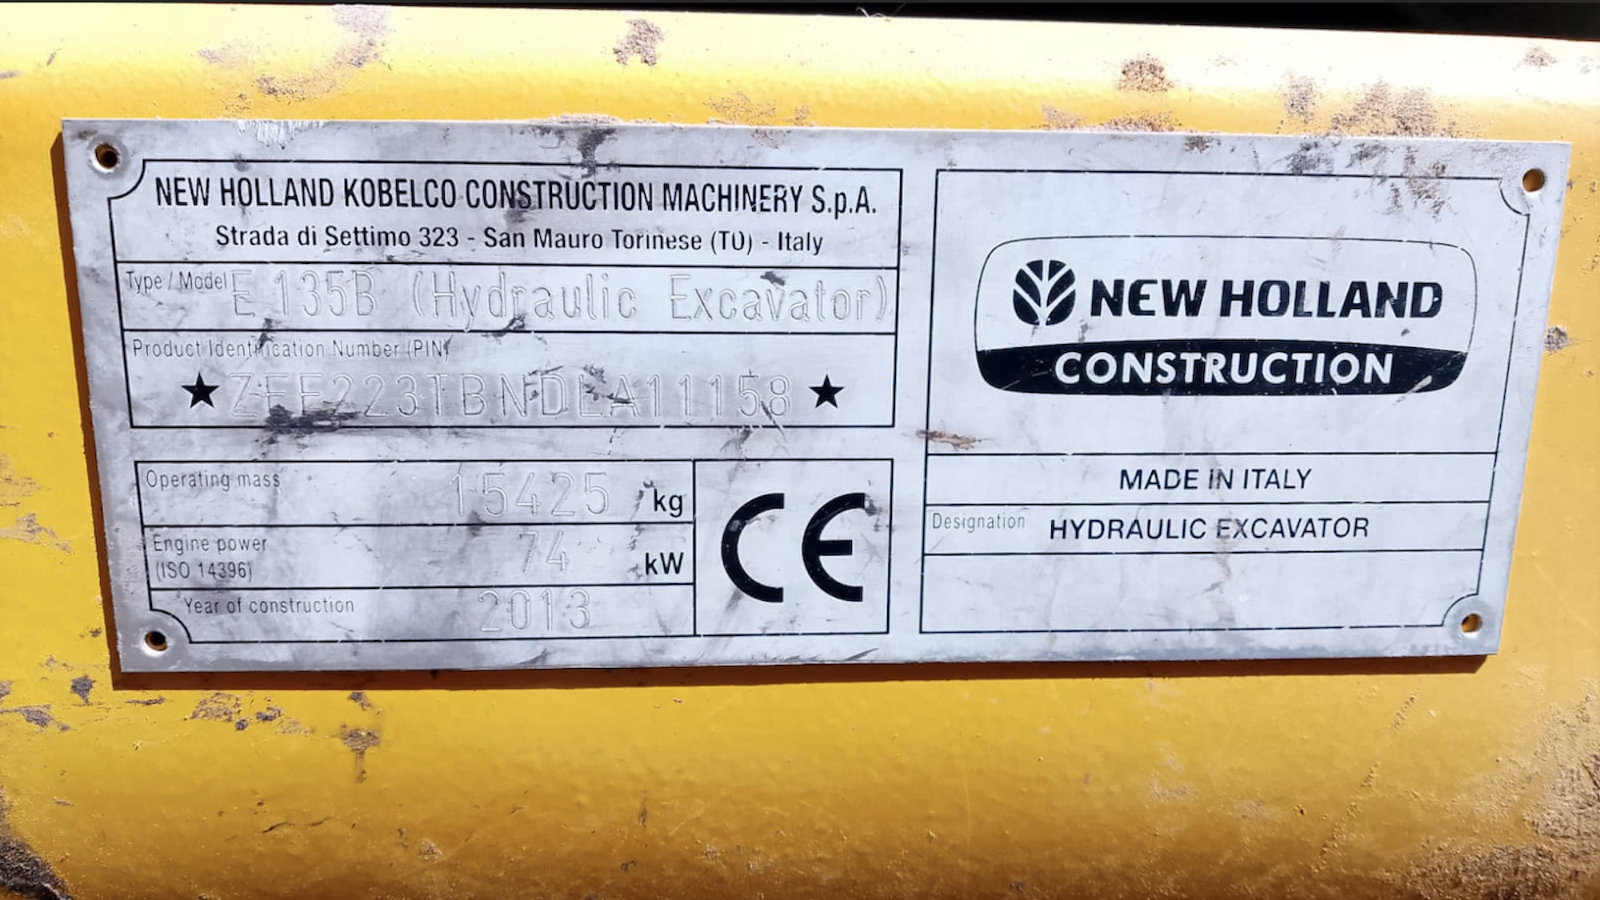 NEW HOLLAND KOBELCO CONSTRUCTION MACHINERY S.p.A.
Strada di Settimo 323 - San Mauro Torinese (TO) - Italy
Type / Model E 135B (Hydraulic Excavator)
Product Identification Number (PIN)
★ ZEF223TBNDLA11158 ★
Operating mass 15425 kg
Engine power 74 kW
(ISO 14396)
Year of construction 2013
CE
NEW HOLLAND
CONSTRUCTION
MADE IN ITALY
Designation HYDRAULIC EXCAVATOR